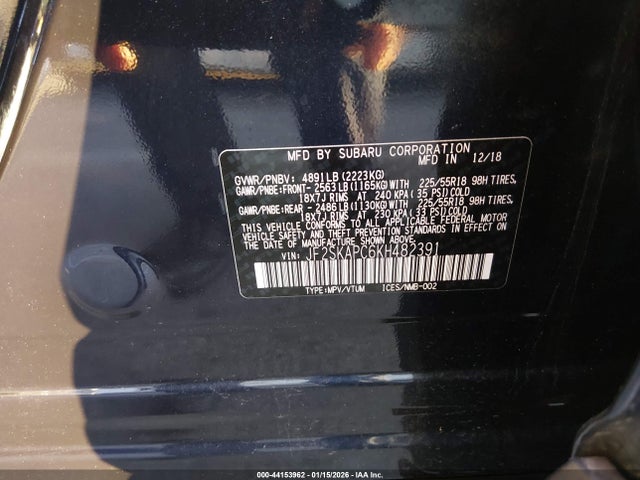 MFD BY SUBARU CORPORATION MFD IN 12/18
GVWR/PNBV: 4891LB(2223KG)
GAWR/PNBE:FRONT- 2563LB(1165KG)WITH 225/55R18 98H TIRES,
18X7J RIMS AT 240 KPA(35 PSI)COLD
GAWR/PNBE:REAR - 2486LB(1130KG)WITH 225/55R18 98H TIRES,
18X7J RIMS AT 230 KPA(33 PSI)COLD
THIS VEHICLE CONFORMS TO ALL APPLICABLE FEDERAL MOTOR
VEHICLE SAFETY AND THEFT PREVENTION STANDARDS IN EFFECT
ON THE DATE OF MANUFACTURE SHOWN ABOVE.
VIN: JF2SKAPC6KH482391
TYPE:MPV/VTUM ICES/NMB-002
000-44153962 - 01/15/2026 - IAA Inc.